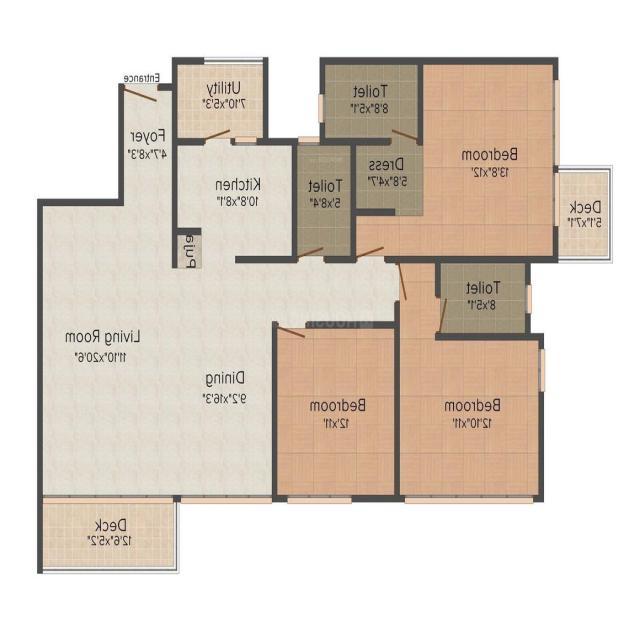 Entrance
Utility
7'10"x5'3"
Toilet
8'8"x5'1"
Foyer
4'7"x8'3"
Bedroom
13'8"x12'
Dress
5'8"x4'7"
Kitchen
10'8"x8'1"
Toilet
5'x8'4"
Deck
5'1"x7'1"
Puja
Toilet
8'x5'1"
Living Room
11'10"x20'6"
Dining
9'2"x16'3"
Bedroom
12'x11'
Bedroom
12'10"x11'
Deck
12'6"x5'2"